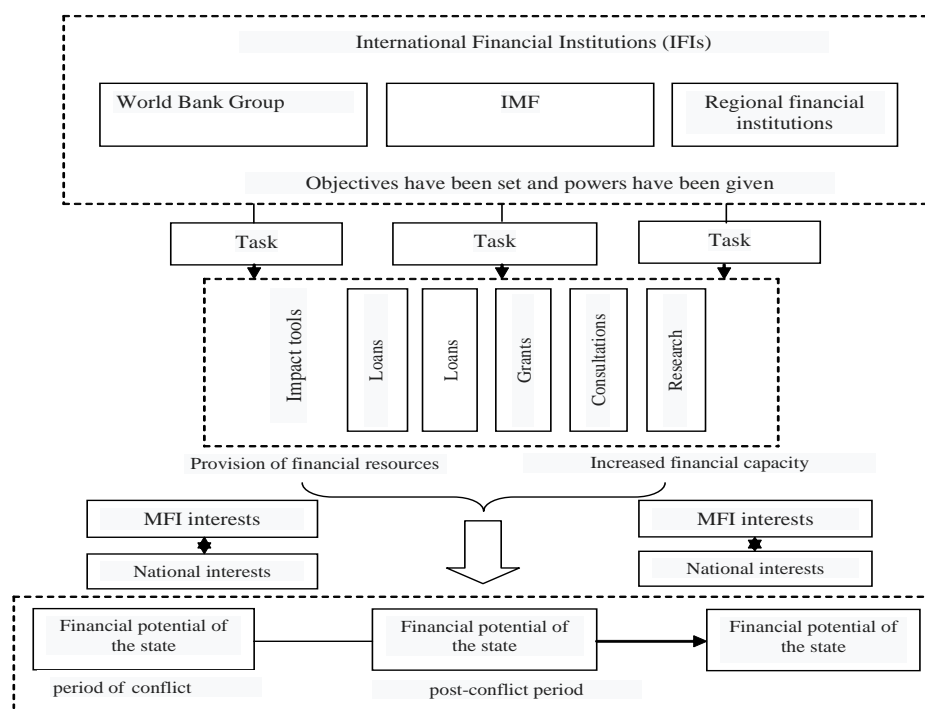 International Financial Institutions (IFIs)
World Bank Group
IMF
Regional financial
institutions
Objectives have been set and powers have been given
Task
Task
Task
Impact tools
Loans
Loans
Grants
Consultations
Research
Provision of financial resources
Increased financial capacity
MFI interests
National interests
MFI interests
National interests
Financial potential of
the state
Financial potential of
the state
Financial potential of
the state
period of conflict
post-conflict period